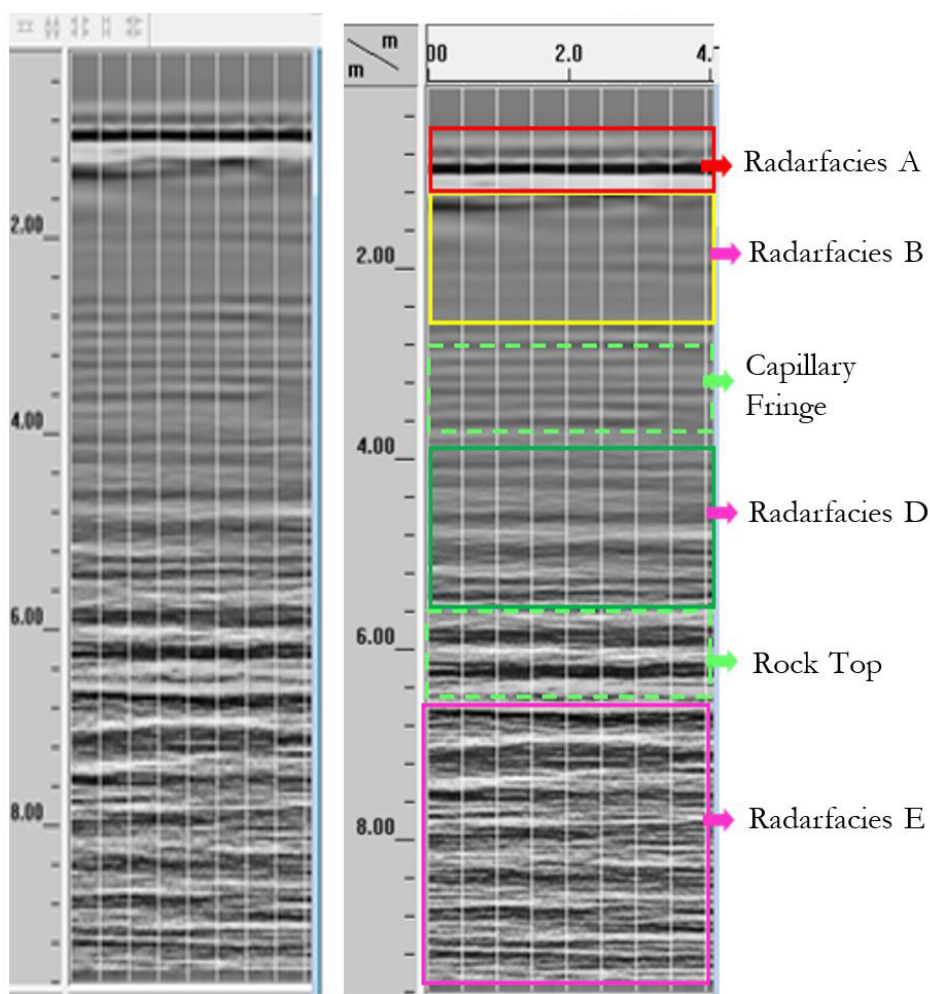 m
m
00 2.0 4.
2.00
4.00
6.00
8.00
2.00
4.00
6.00
8.00
Radarfacies A
Radarfacies B
Capillary
Fringe
Radarfacies D
Rock Top
Radarfacies E